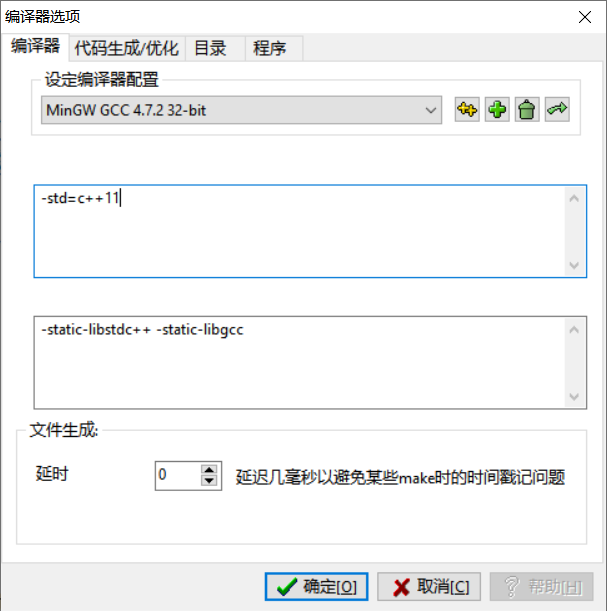 编译器选项
编译器 代码生成/优化 目录 程序
设定编译器配置
MinGW GCC 4.7.2 32-bit
-std=c++11
-static-libstdc++ -static-libgcc
文件生成:
延时 0 延迟几毫秒以避免某些make时的时间戳记问题
确定[O] 取消[C] 帮助[H]